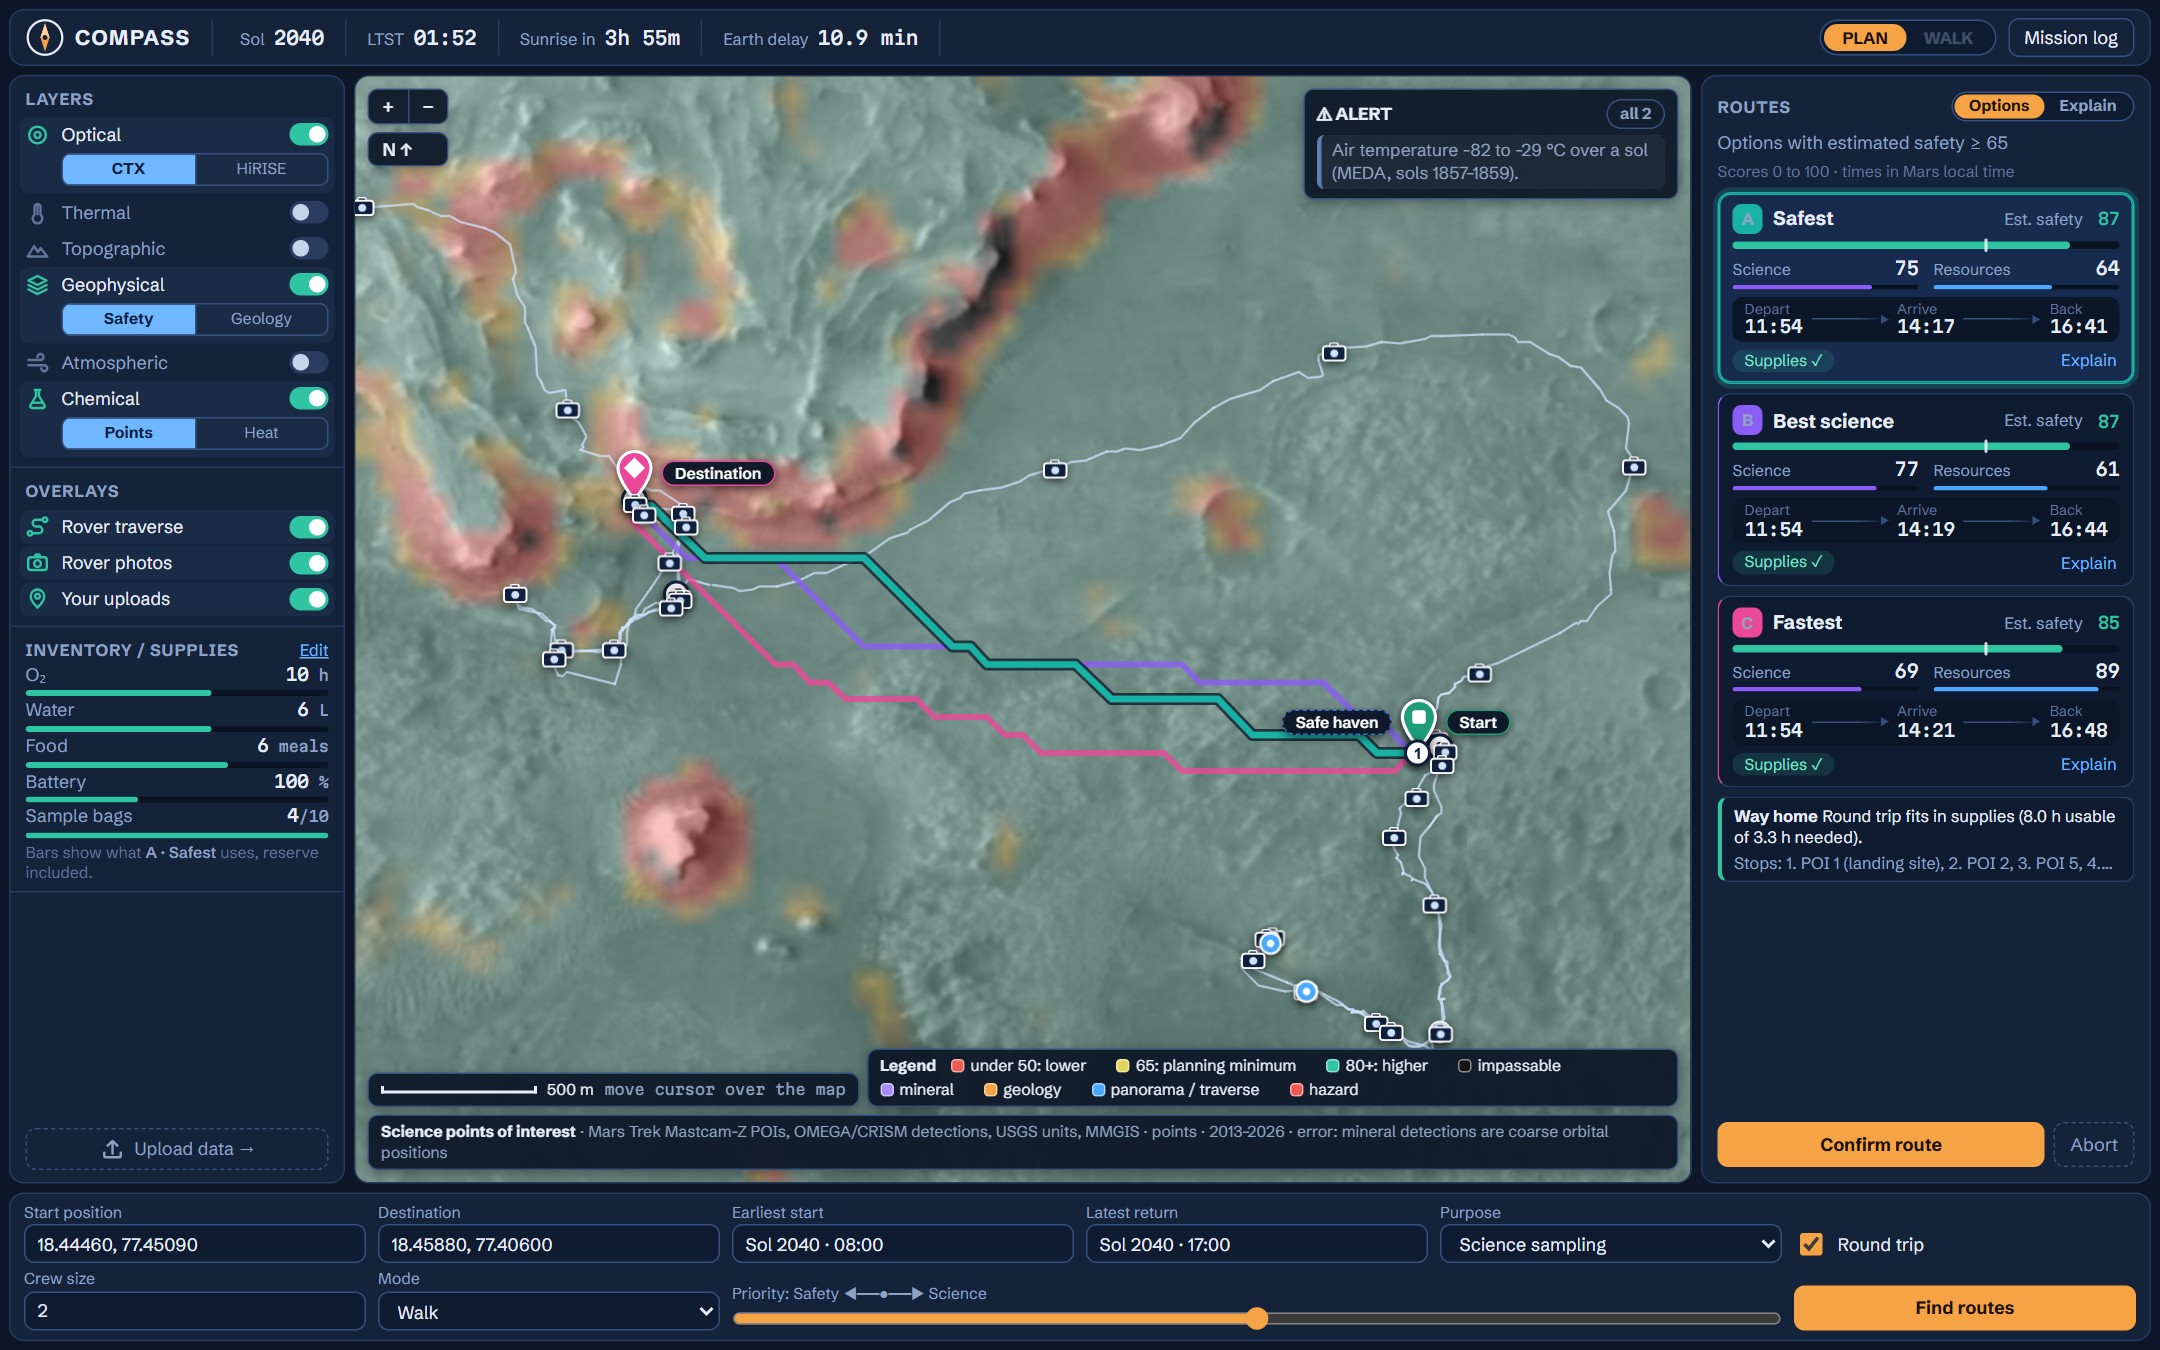 COMPASS
Sol 2040
LTST 01:52
Sunrise in 3h 55m
Earth delay 10.9 min
PLAN WALK
Mission log
LAYERS
Optical
CTX HiRISE
Thermal
Topographic
Geophysical
Safety Geology
Atmospheric
Chemical
Points Heat
OVERLAYS
Rover traverse
Rover photos
Your uploads
INVENTORY / SUPPLIES Edit
O₂ 10 h
Water 6 L
Food 6 meals
Battery 100 %
Sample bags 4/10
Bars show what A · Safest uses, reserve
included.
Upload data →
+ −
N ↑
ALERT all 2
Air temperature -82 to -29 °C over a sol
(MEDA, sols 1857-1859).
Destination
Safe haven
Start
1
500 m move cursor over the map
Legend under 50: lower 65: planning minimum 80+: higher impassable
mineral geology panorama / traverse hazard
Science points of interest · Mars Trek Mastcam-Z POIs, OMEGA/CRISM detections, USGS units, MMGIS · points · 2013-2026 · error: mineral detections are coarse orbital
positions
ROUTES Options Explain
Options with estimated safety ≥ 65
Scores 0 to 100 · times in Mars local time
A Safest Est. safety 87
Science 75 Resources 64
Depart Arrive Back
11:54 14:17 16:41
Supplies ✓ Explain
B Best science Est. safety 87
Science 77 Resources 61
Depart Arrive Back
11:54 14:19 16:44
Supplies ✓ Explain
C Fastest Est. safety 85
Science 69 Resources 89
Depart Arrive Back
11:54 14:21 16:48
Supplies ✓ Explain
Way home Round trip fits in supplies (8.0 h usable
of 3.3 h needed).
Stops: 1. POI 1 (landing site), 2. POI 2, 3. POI 5, 4....
Confirm route Abort
Start position Destination Earliest start Latest return Purpose
18.44460, 77.45090 18.45880, 77.40600 Sol 2040 · 08:00 Sol 2040 · 17:00 Science sampling Round trip
Crew size Mode Priority: Safety ◀—●—▶ Science
2 Walk Find routes